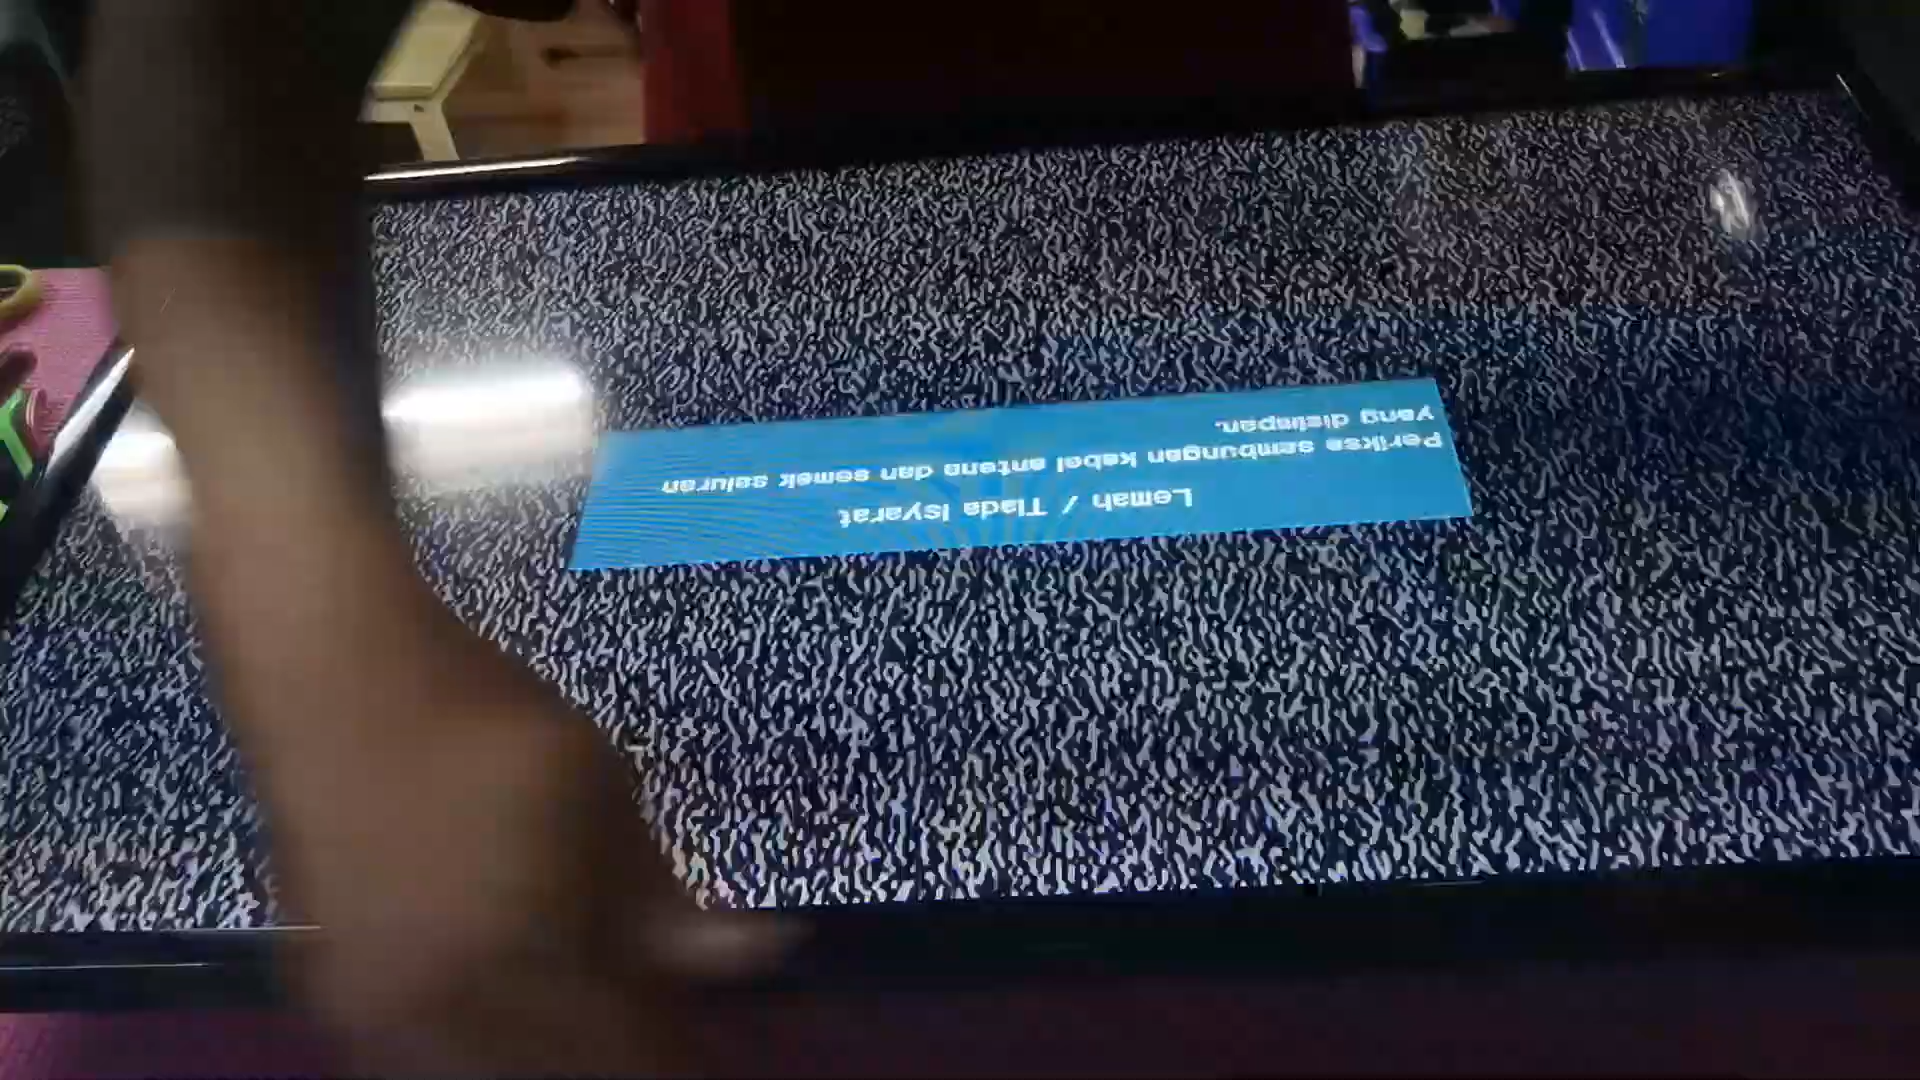 Lemah / Tiada Isyarat
Periksa sambungan kabel antena dan semak saluran
yang disimpan.